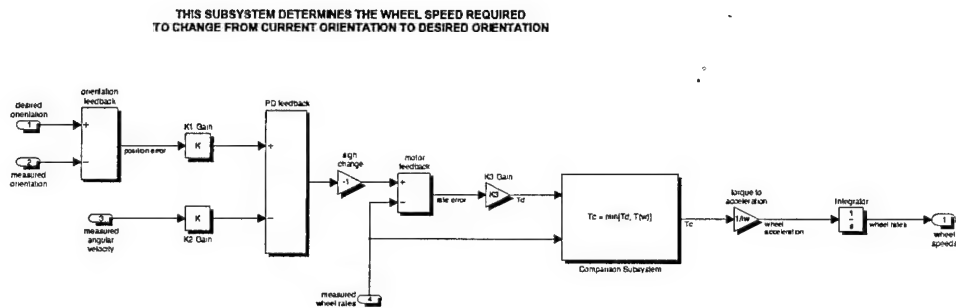 THIS SUBSYSTEM DETERMINES THE WHEEL SPEED REQUIRED
TO CHANGE FROM CURRENT ORIENTATION TO DESIRED ORIENTATION
desired
orientation
1
2
measured
orientation
orientation
feedback
+
−
position error
K1 Gain
K
3
measured
angular
velocity
K
K2 Gain
PD feedback
+
−
sign
change
-1
motor
feedback
+
−
rate error
K3 Gain
K3
Td
measured
wheel rates
4
Tc = min[Td, T(w)]
Comparison Subsystem
Tc
torque to
acceleration
1/Iw
wheel
acceleration
Integrator
1
s
wheel rates
1
wheel
speeds